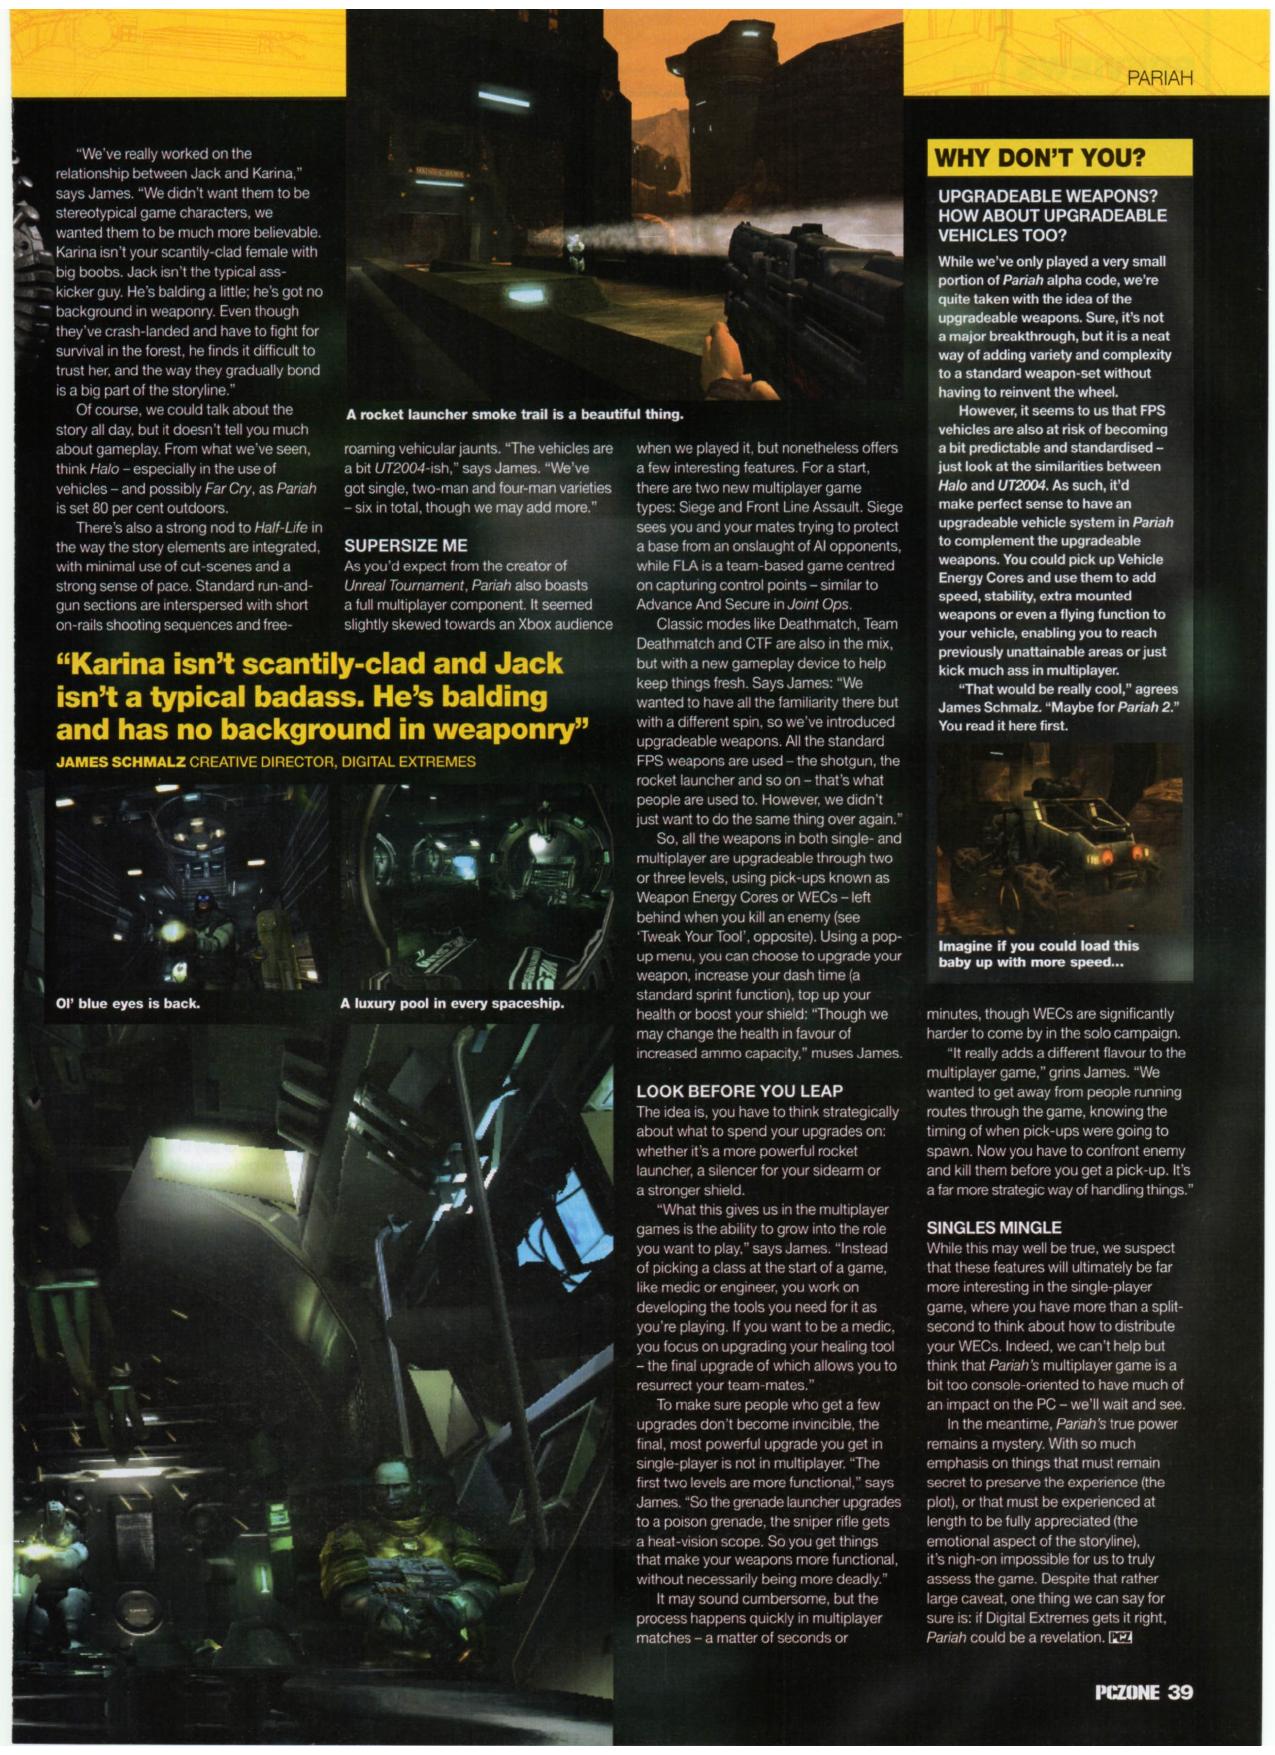 PARIAH
"We've really worked on the
relationship between Jack and Karina,"
says James. "We didn't want them to be
stereotypical game characters, we
wanted them to be much more believable.
Karina isn't your scantily-clad female with
big boobs. Jack isn't the typical ass-
kicker guy. He's balding a little; he's got no
background in weaponry. Even though
they've crash-landed and have to fight for
survival in the forest, he finds it difficult to
trust her, and the way they gradually bond
is a big part of the storyline."
Of course, we could talk about the
story all day, but it doesn't tell you much
about gameplay. From what we've seen,
think Halo – especially in the use of
vehicles – and possibly Far Cry, as Pariah
is set 80 per cent outdoors.
There's also a strong nod to Half-Life in
the way the story elements are integrated,
with minimal use of cut-scenes and a
strong sense of pace. Standard run-and-
gun sections are interspersed with short
on-rails shooting sequences and free-
A rocket launcher smoke trail is a beautiful thing.
roaming vehicular jaunts. "The vehicles are
a bit UT2004-ish," says James. "We've
got single, two-man and four-man varieties
– six in total, though we may add more."
SUPERSIZE ME
As you'd expect from the creator of
Unreal Tournament, Pariah also boasts
a full multiplayer component. It seemed
slightly skewed towards an Xbox audience
"Karina isn't scantily-clad and Jack
isn't a typical badass. He's balding
and has no background in weaponry"
JAMES SCHMALZ CREATIVE DIRECTOR, DIGITAL EXTREMES
Ol' blue eyes is back.
A luxury pool in every spaceship.
when we played it, but nonetheless offers
a few interesting features. For a start,
there are two new multiplayer game
types: Siege and Front Line Assault. Siege
sees you and your mates trying to protect
a base from an onslaught of AI opponents,
while FLA is a team-based game centred
on capturing control points – similar to
Advance And Secure in Joint Ops.
Classic modes like Deathmatch, Team
Deathmatch and CTF are also in the mix,
but with a new gameplay device to help
keep things fresh. Says James: "We
wanted to have all the familiarity there but
with a different spin, so we've introduced
upgradeable weapons. All the standard
FPS weapons are used – the shotgun, the
rocket launcher and so on – that's what
people are used to. However, we didn't
just want to do the same thing over again."
So, all the weapons in both single- and
multiplayer are upgradeable through two
or three levels, using pick-ups known as
Weapon Energy Cores or WECs – left
behind when you kill an enemy (see
'Tweak Your Tool', opposite). Using a pop-
up menu, you can choose to upgrade your
weapon, increase your dash time (a
standard sprint function), top up your
health or boost your shield: "Though we
may change the health in favour of
increased ammo capacity," muses James.
LOOK BEFORE YOU LEAP
The idea is, you have to think strategically
about what to spend your upgrades on:
whether it's a more powerful rocket
launcher, a silencer for your sidearm or
a stronger shield.
"What this gives us in the multiplayer
games is the ability to grow into the role
you want to play," says James. "Instead
of picking a class at the start of a game,
like medic or engineer, you work on
developing the tools you need for it as
you're playing. If you want to be a medic,
you focus on upgrading your healing tool
– the final upgrade of which allows you to
resurrect your team-mates."
To make sure people who get a few
upgrades don't become invincible, the
final, most powerful upgrade you get in
single-player is not in multiplayer. "The
first two levels are more functional," says
James. "So the grenade launcher upgrades
to a poison grenade, the sniper rifle gets
a heat-vision scope. So you get things
that make your weapons more functional,
without necessarily being more deadly."
It may sound cumbersome, but the
process happens quickly in multiplayer
matches – a matter of seconds or
WHY DON'T YOU?
UPGRADEABLE WEAPONS?
HOW ABOUT UPGRADEABLE
VEHICLES TOO?
While we've only played a very small
portion of Pariah alpha code, we're
quite taken with the idea of the
upgradeable weapons. Sure, it's not
a major breakthrough, but it is a neat
way of adding variety and complexity
to a standard weapon-set without
having to reinvent the wheel.
However, it seems to us that FPS
vehicles are also at risk of becoming
a bit predictable and standardised –
just look at the similarities between
Halo and UT2004. As such, it'd
make perfect sense to have an
upgradeable vehicle system in Pariah
to complement the upgradeable
weapons. You could pick up Vehicle
Energy Cores and use them to add
speed, stability, extra mounted
weapons or even a flying function to
your vehicle, enabling you to reach
previously unattainable areas or just
kick much ass in multiplayer.
"That would be really cool," agrees
James Schmalz. "Maybe for Pariah 2."
You read it here first.
Imagine if you could load this
baby up with more speed...
minutes, though WECs are significantly
harder to come by in the solo campaign.
"It really adds a different flavour to the
multiplayer game," grins James. "We
wanted to get away from people running
routes through the game, knowing the
timing of when pick-ups were going to
spawn. Now you have to confront enemy
and kill them before you get a pick-up. It's
a far more strategic way of handling things."
SINGLES MINGLE
While this may well be true, we suspect
that these features will ultimately be far
more interesting in the single-player
game, where you have more than a split-
second to think about how to distribute
your WECs. Indeed, we can't help but
think that Pariah's multiplayer game is a
bit too console-oriented to have much of
an impact on the PC – we'll wait and see.
In the meantime, Pariah's true power
remains a mystery. With so much
emphasis on things that must remain
secret to preserve the experience (the
plot), or that must be experienced at
length to be fully appreciated (the
emotional aspect of the storyline),
it's nigh-on impossible for us to truly
assess the game. Despite that rather
large caveat, one thing we can say for
sure is: if Digital Extremes gets it right,
Pariah could be a revelation. PCZ
PCZONE 39